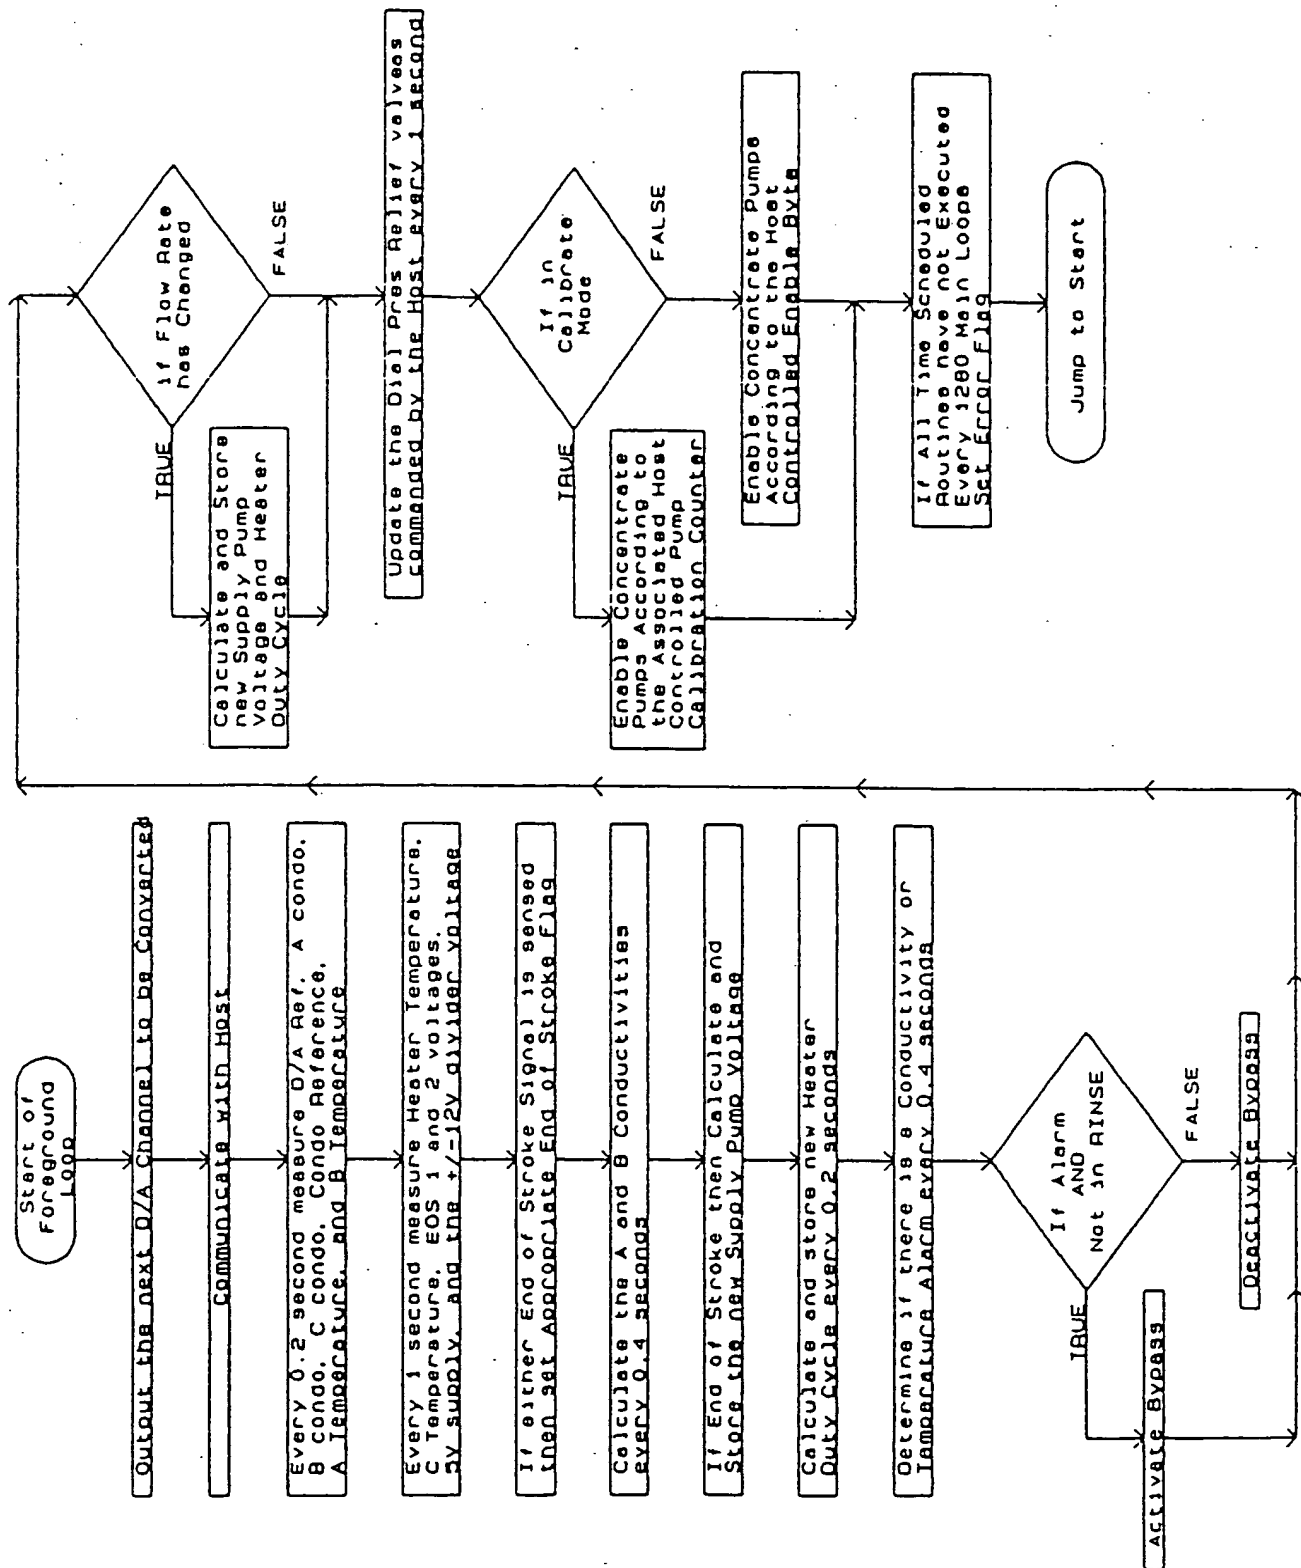 Start of
Foreground
Loop
Output the next D/A Channel to be Converted
Communicate with Host
Every 0.2 second measure D/A Ref. A condo.
B condo. C condo. Condo Reference.
A Temperature. and B Temperature
Every 1 second measure Heater Temperature.
C Temperature. EOS 1 and 2 voltages.
5v supply. and the +/-12v divider voltage
If either End of Stroke Signal is sensed
then set Appropriate End of Stroke Flag
Calculate the A and B Conductivities
every 0.4 seconds
If End of Stroke then Calculate and
Store the new Supply Pump Voltage
Calculate and store new Heater
Duty Cycle every 0.2 seconds
Determine if there is a Conductivity or
Temperature Alarm every 0.4 seconds
If Alarm
AND
Not in RINSE
TRUE
FALSE
Activate Bypass
Deactivate Bypass
if Flow Rate
has Changed
TRUE
FALSE
Calculate and Store
new Supply Pump
Voltage and Heater
Duty Cycle
Update the Dial Pres Relief valves
commanded by the Host every 1 second
If in
Calibrate
Mode
TRUE
FALSE
Enable Concentrate
Pumps According to
the Associated Host
Controlled Pump
Calibration Counter
Enable Concentrate Pumps
According to the Host
Controlled Enable Byte
If All Time Scheduled
Routines have not Executed
Every 1280 Main Loops
Set Error Flag
Jump to Start